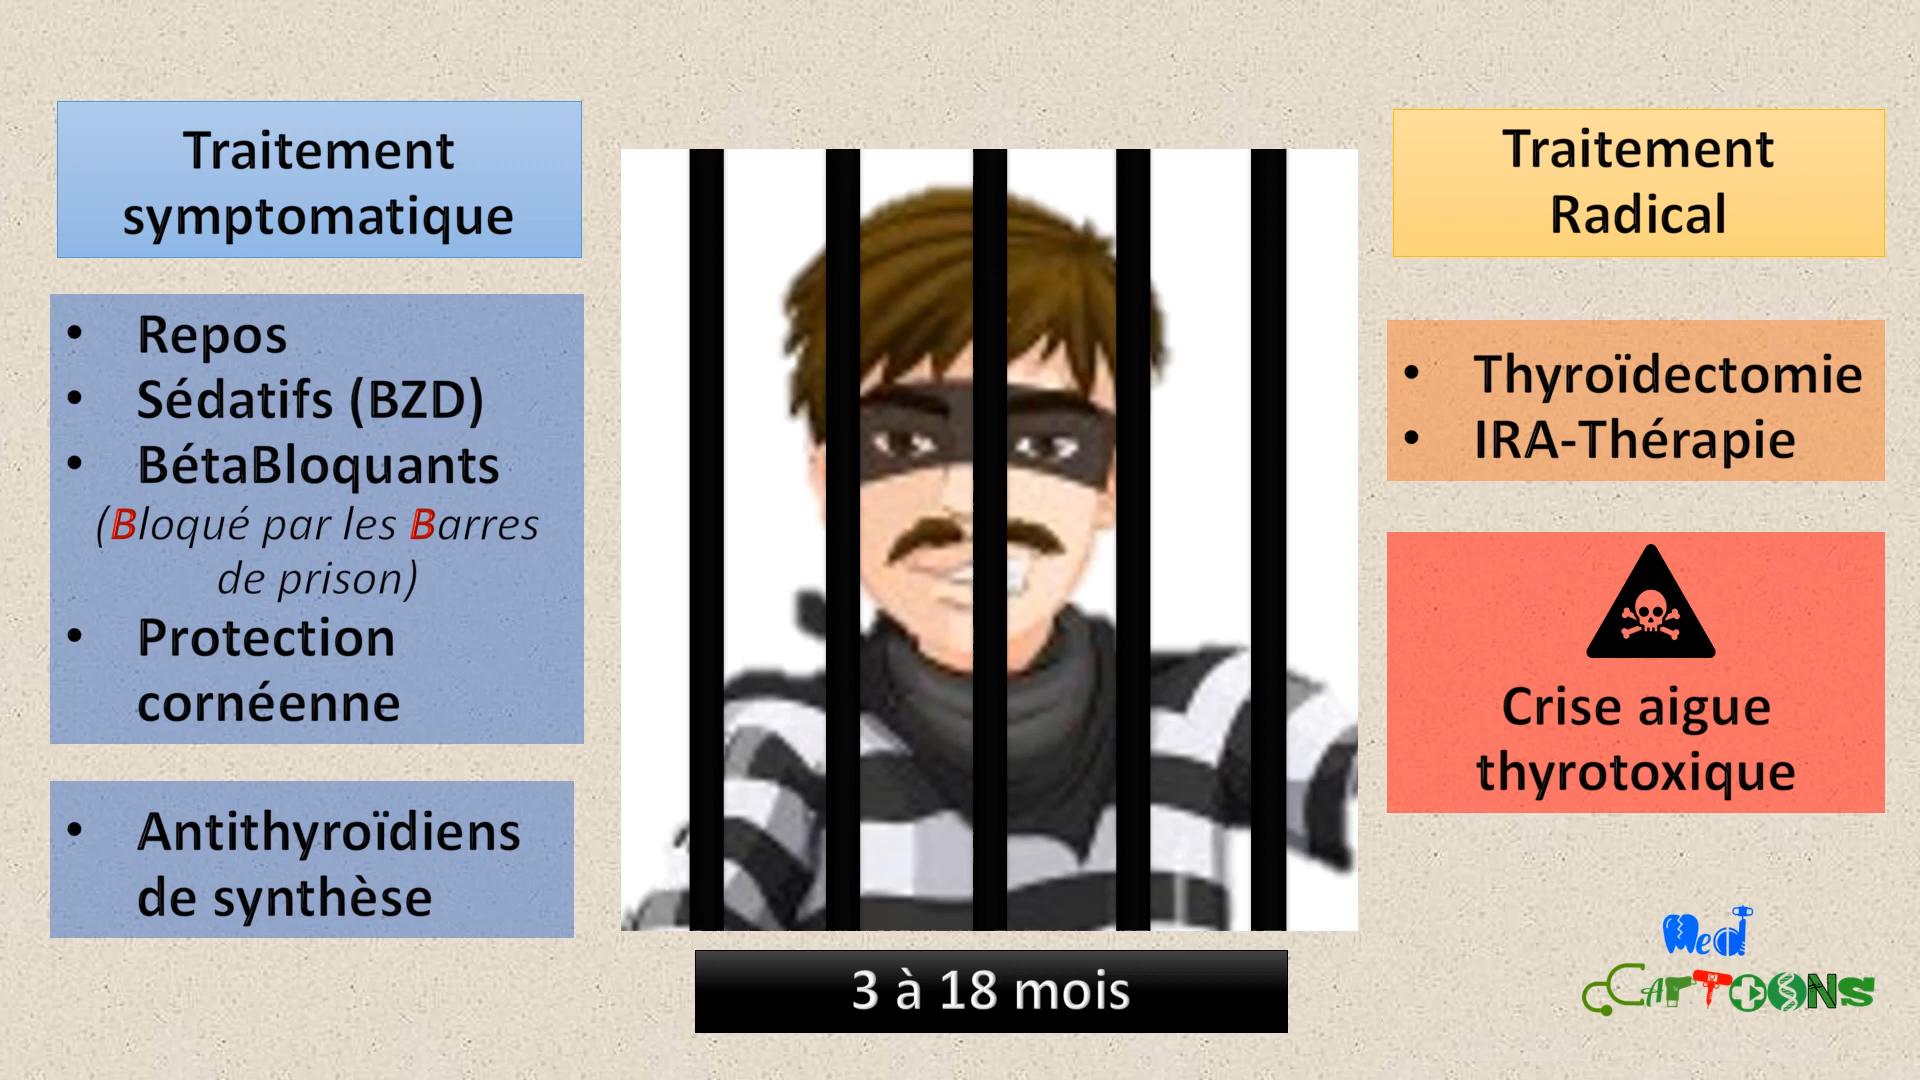 Traitement
symptomatique
• Repos
• Sédatifs (BZD)
• BétaBloquants
(Bloqué par les Barres
de prison)
• Protection
cornéenne
• Antithyroïdiens
de synthèse
3 à 18 mois
Traitement
Radical
• Thyroïdectomie
• IRA-Thérapie
Crise aigue
thyrotoxique
Med
CARTOONS